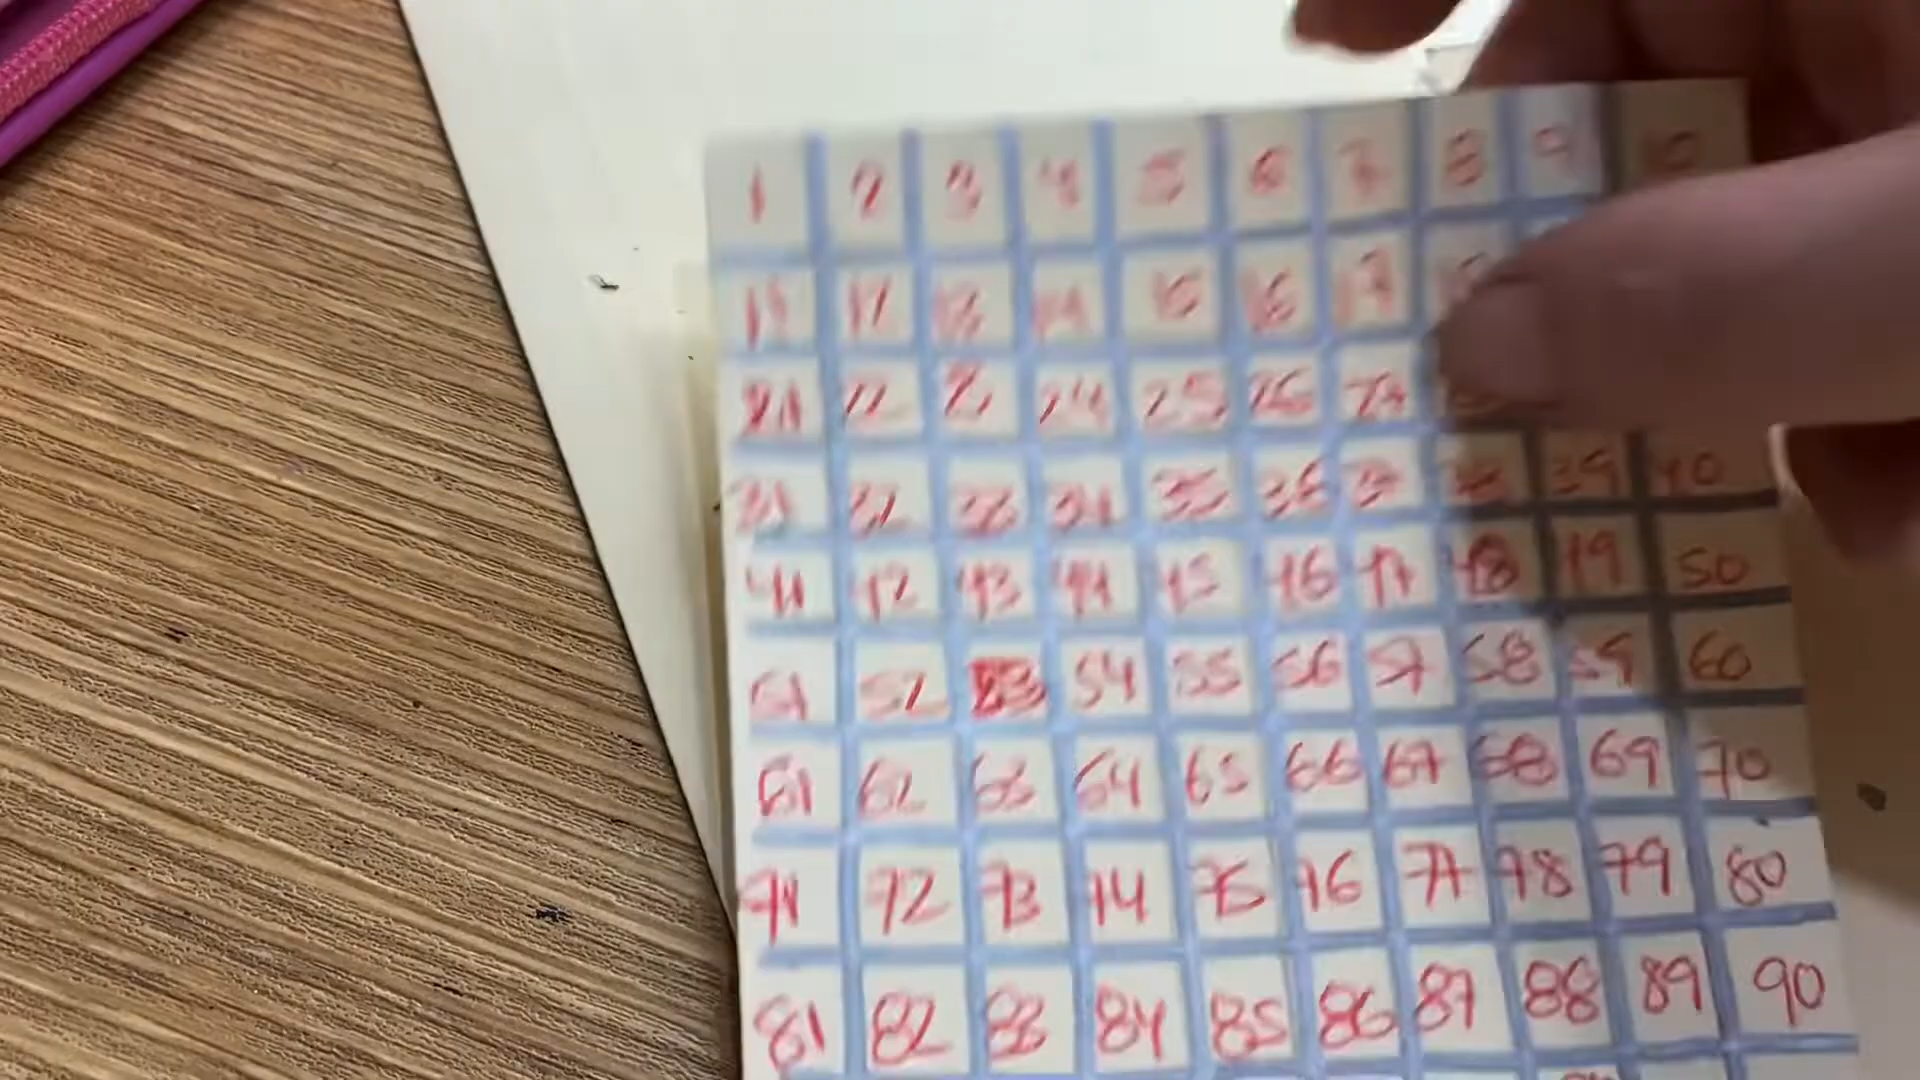 1 2 3 4 5 6 7 8 9 10
11 12 13 14 15 16 17
21 22 2 24 25 26 27
31 32 33 34 35 36 37 38 39 40
41 42 43 44 45 46 47 48 49 50
51 52 53 54 55 56 57 58 59 60
61 62 63 64 65 66 67 68 69 70
71 72 73 74 75 76 77 78 79 80
81 82 83 84 85 86 87 88 89 90